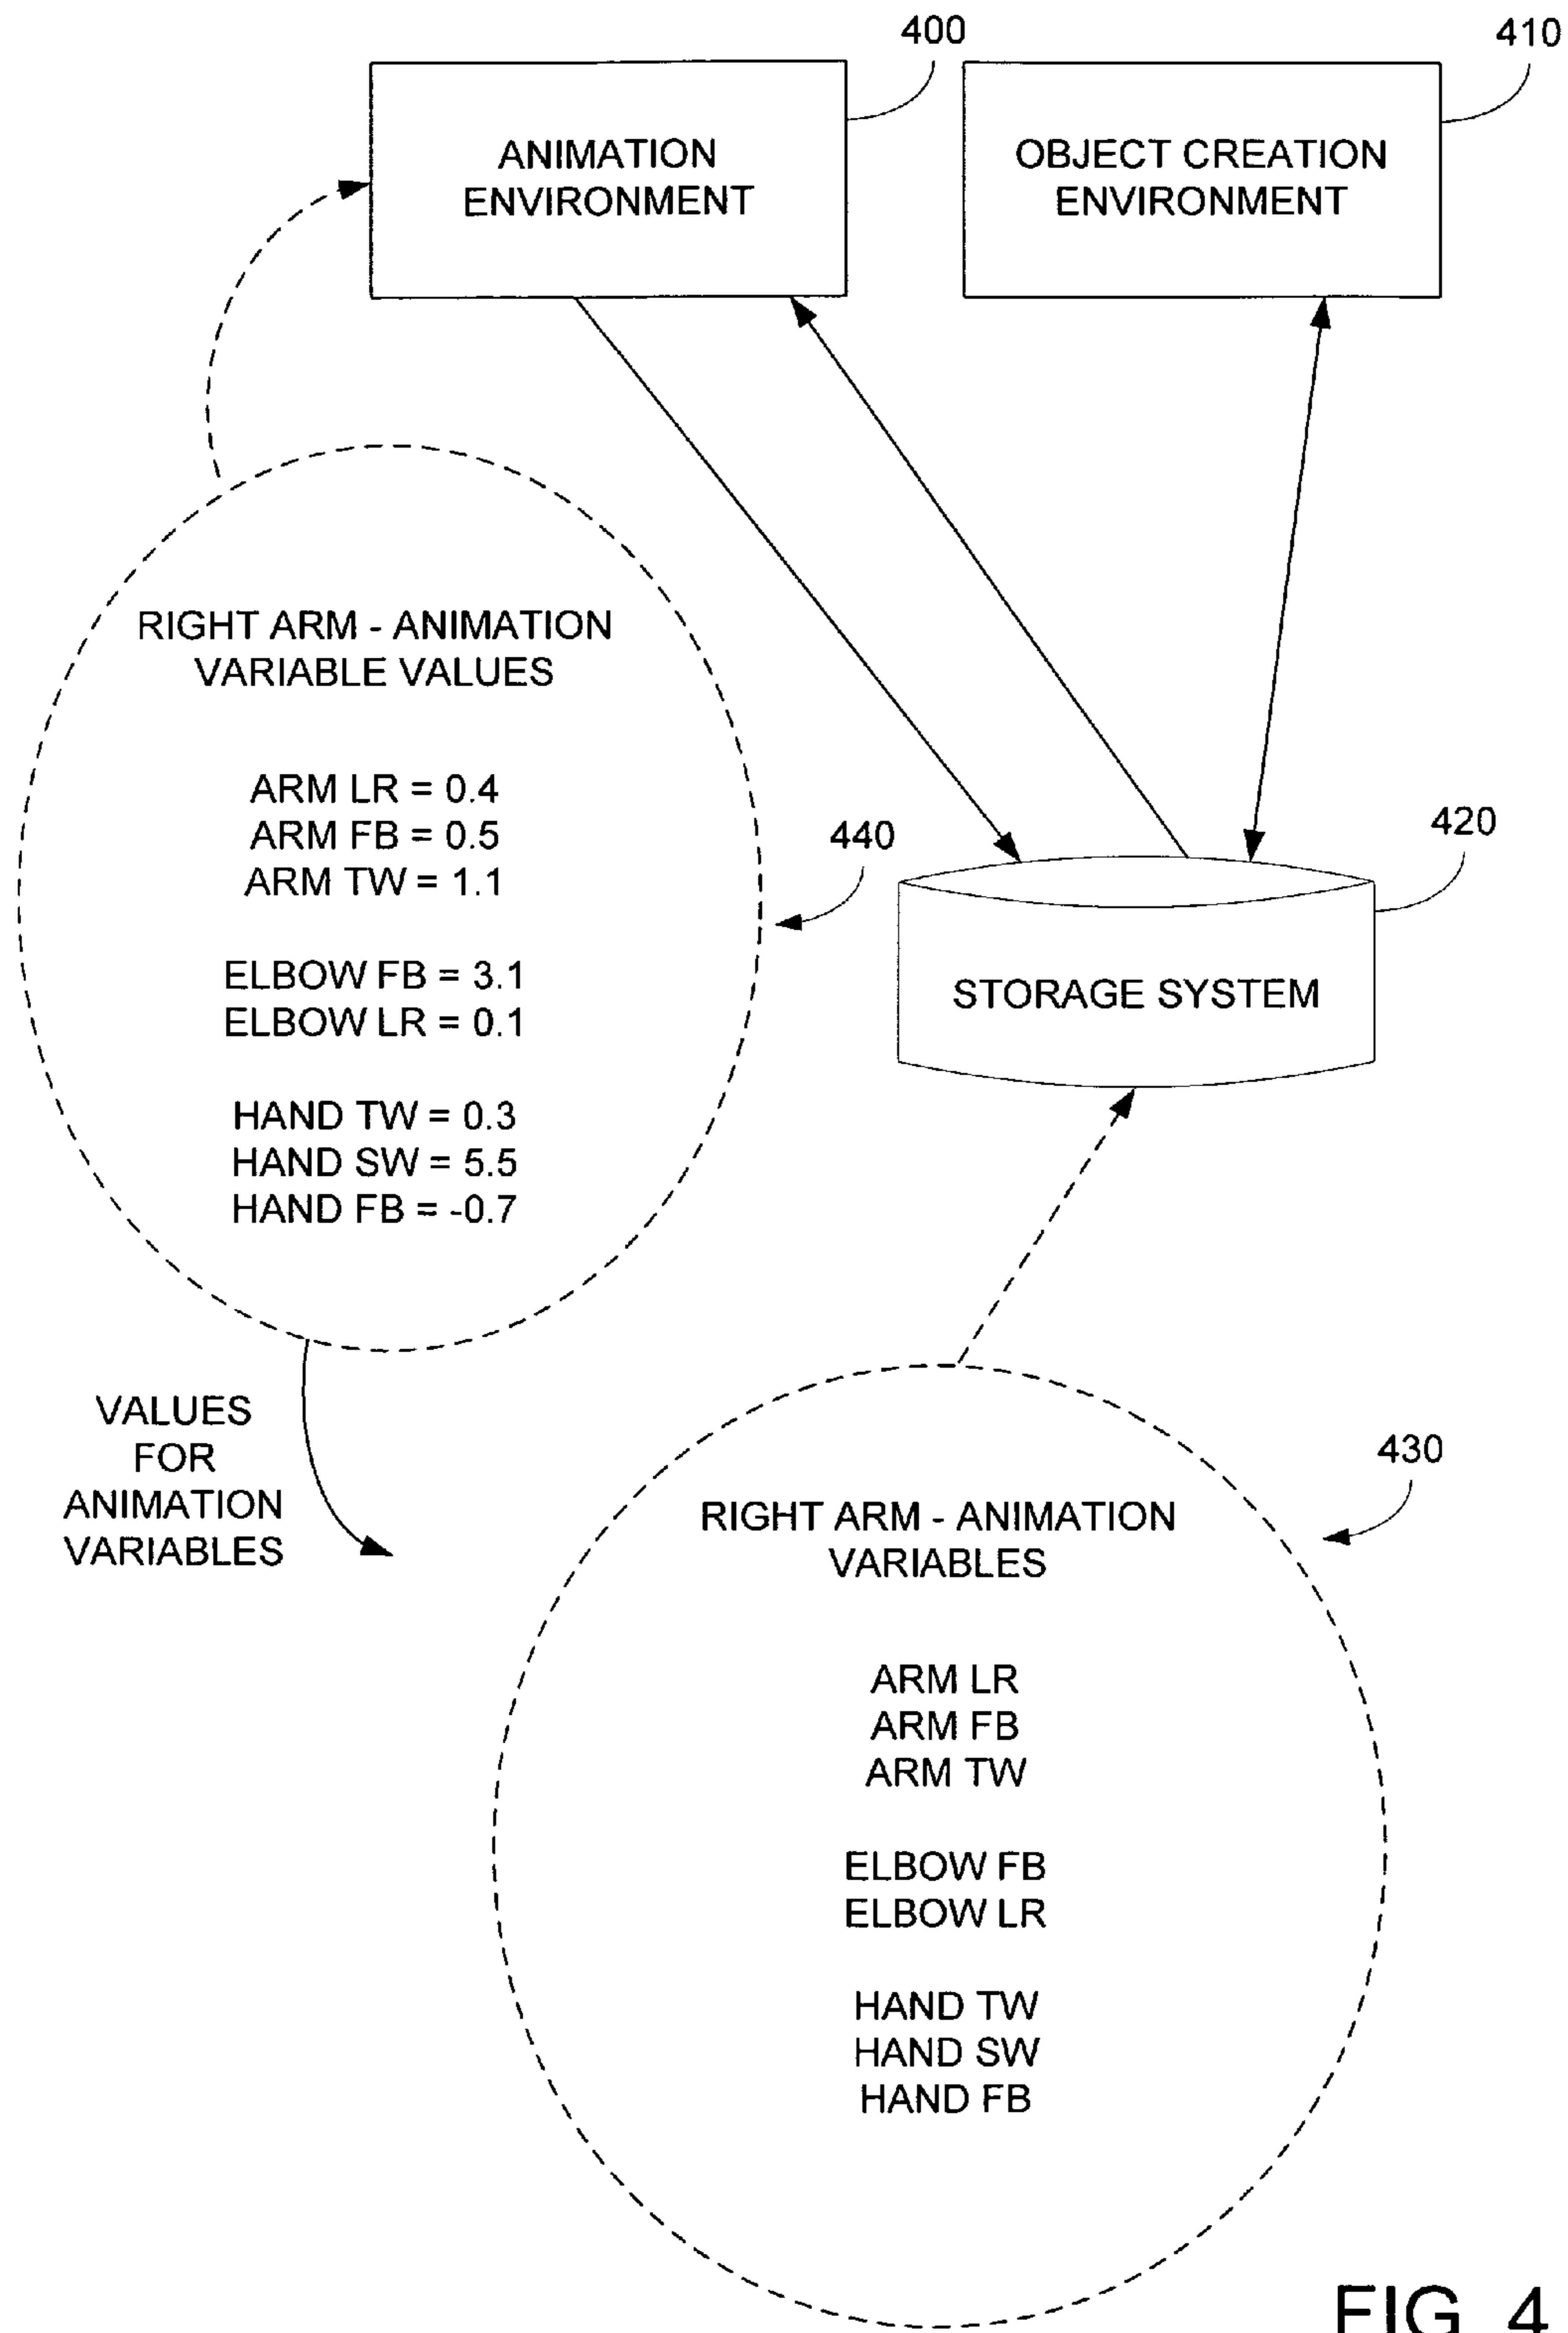 400
410
ANIMATION
ENVIRONMENT
OBJECT CREATION
ENVIRONMENT
RIGHT ARM - ANIMATION
VARIABLE VALUES
ARM LR = 0.4
ARM FB = 0.5
ARM TW = 1.1
ELBOW FB = 3.1
ELBOW LR = 0.1
HAND TW = 0.3
HAND SW = 5.5
HAND FB = -0.7
440
420
STORAGE SYSTEM
VALUES
FOR
ANIMATION
VARIABLES
430
RIGHT ARM - ANIMATION
VARIABLES
ARM LR
ARM FB
ARM TW
ELBOW FB
ELBOW LR
HAND TW
HAND SW
HAND FB
FIG. 4